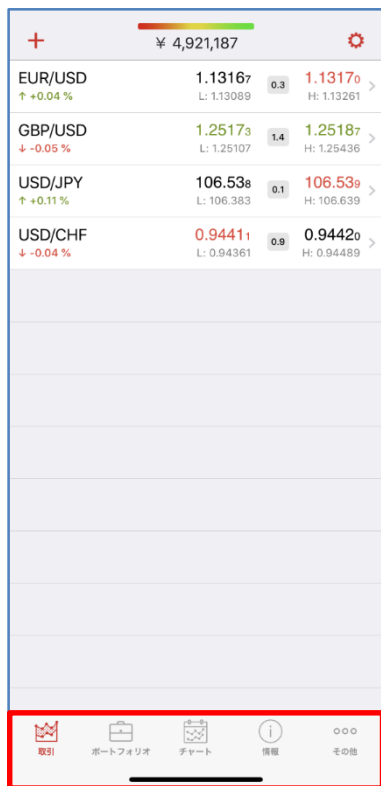 + ¥ 4,921,187
EUR/USD 1.13167 0.3 1.13170
↑ +0.04 % L: 1.13089 H: 1.13261
GBP/USD 1.25173 1.4 1.25187
↓ -0.05 % L: 1.25107 H: 1.25436
USD/JPY 106.538 0.1 106.539
↑ +0.11 % L: 106.383 H: 106.639
USD/CHF 0.94411 0.9 0.94420
↓ -0.04 % L: 0.94361 H: 0.94489
取引 ポートフォリオ チャート 情報 その他